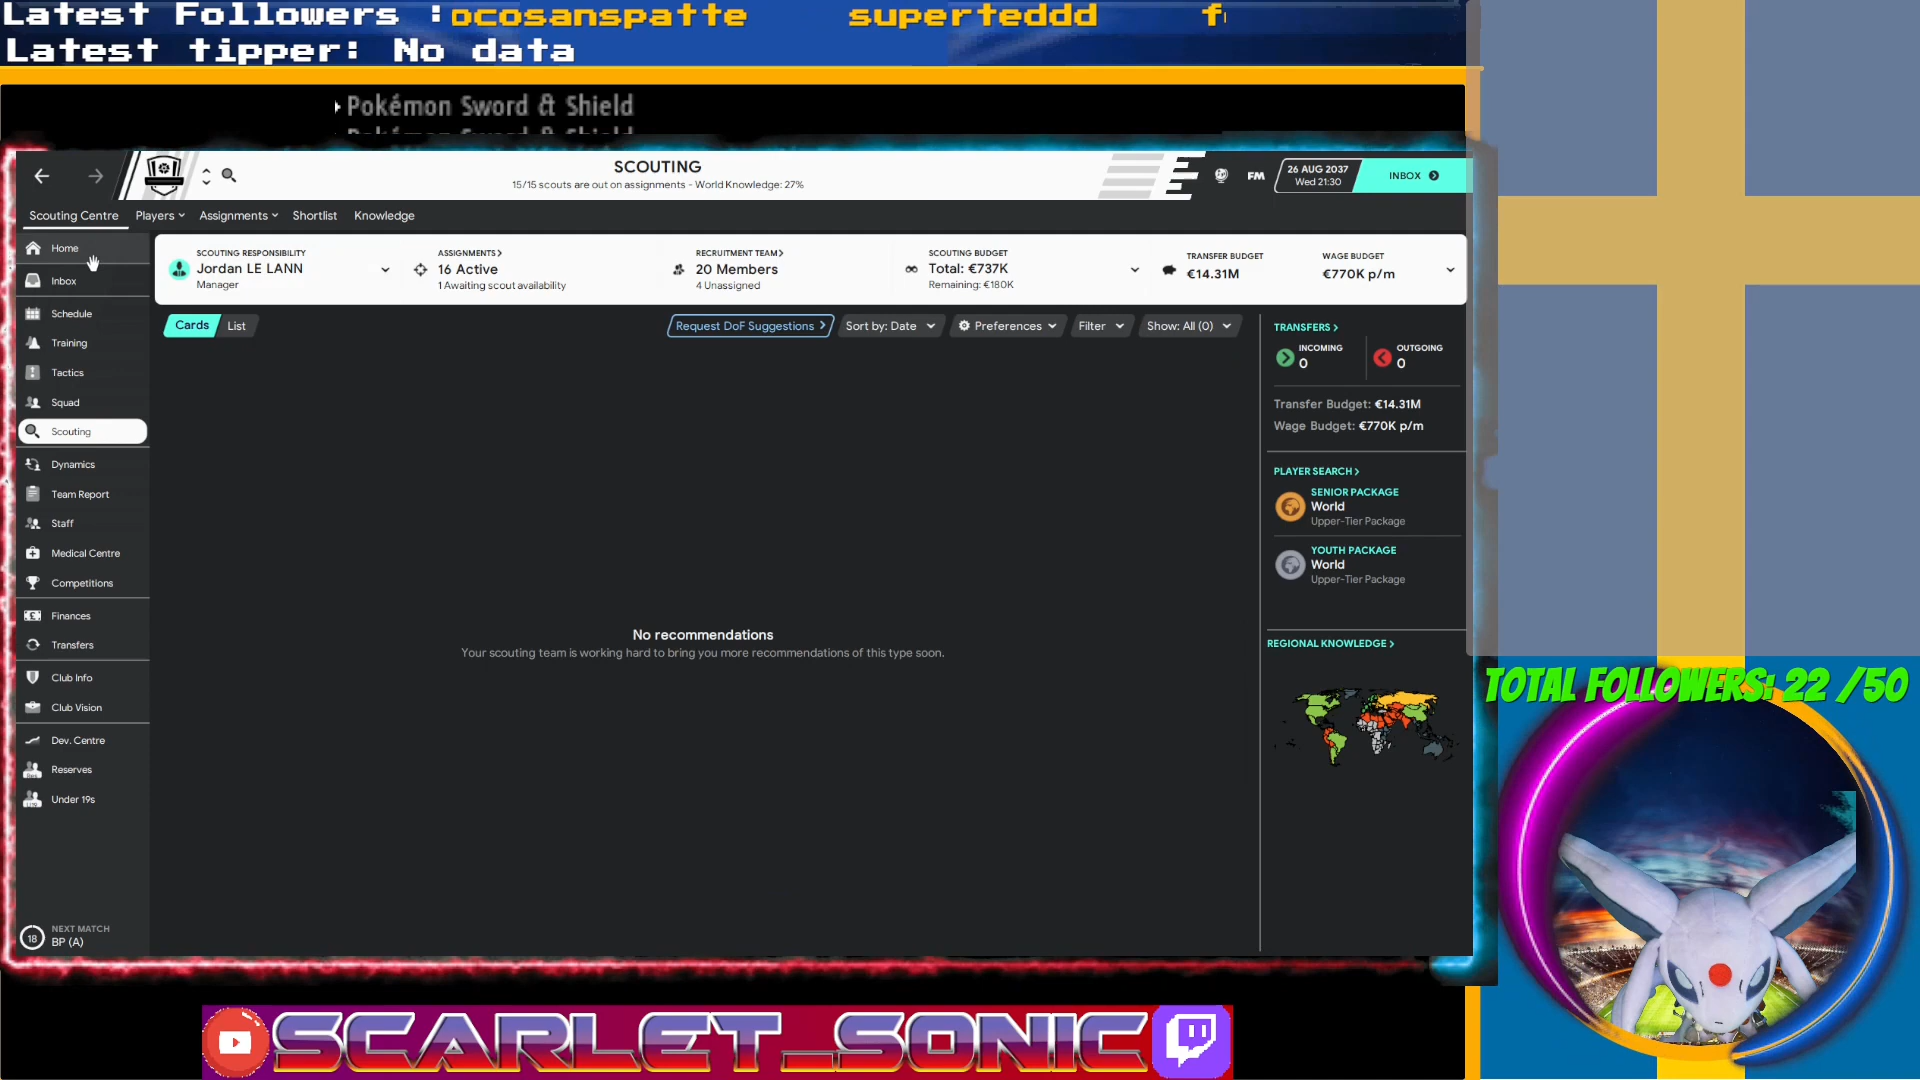 Latest Followers :ocosanspatte superteddd f
Latest tipper: No data
Pokémon Sword & Shield
Pokémon Sword & Shield
SCOUTING
15/15 scouts are out on assignments - World Knowledge: 27%
FM
26 AUG 2037
Wed 21:30
INBOX
Scouting Centre Players Assignments Shortlist Knowledge
Home
Inbox
Schedule
Training
Tactics
Squad
Scouting
Dynamics
Team Report
Staff
Medical Centre
Competitions
Finances
Transfers
Club Info
Club Vision
Dev. Centre
Reserves
Under 19s
18
NEXT MATCH
BP (A)
SCOUTING RESPONSIBILITY
Jordan LE LANN
Manager
ASSIGNMENTS
16 Active
1 Awaiting scout availability
RECRUITMENT TEAM
20 Members
4 Unassigned
SCOUTING BUDGET
Total: €737K
Remaining: €180K
TRANSFER BUDGET
€14.31M
WAGE BUDGET
€770K p/m
Cards List
Request DoF Suggestions Sort by: Date Preferences Filter Show: All (0)
No recommendations
Your scouting team is working hard to bring you more recommendations of this type soon.
TRANSFERS
INCOMING
0
OUTGOING
0
Transfer Budget: €14.31M
Wage Budget: €770K p/m
PLAYER SEARCH
SENIOR PACKAGE
World
Upper-Tier Package
YOUTH PACKAGE
World
Upper-Tier Package
REGIONAL KNOWLEDGE
TOTAL FOLLOWERS: 22 /50
SCARLET_SONIC